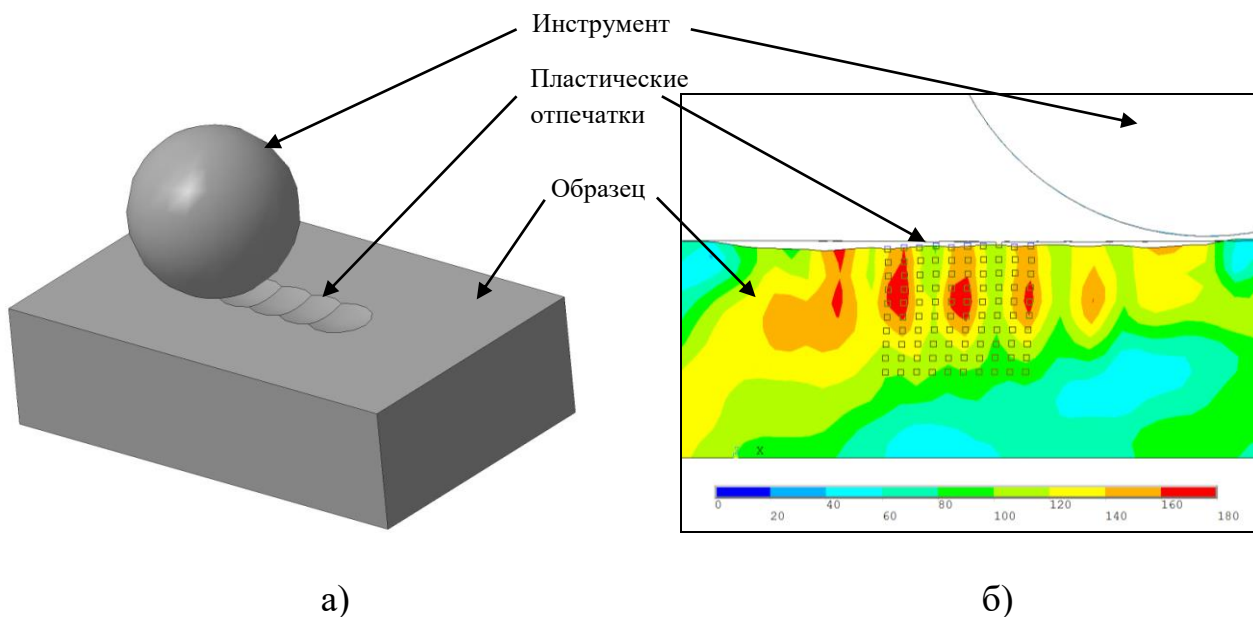 Инструмент
Пластические
отпечатки
Образец
X
0 40 80 120 160
20 60 100 140 180
а) б)